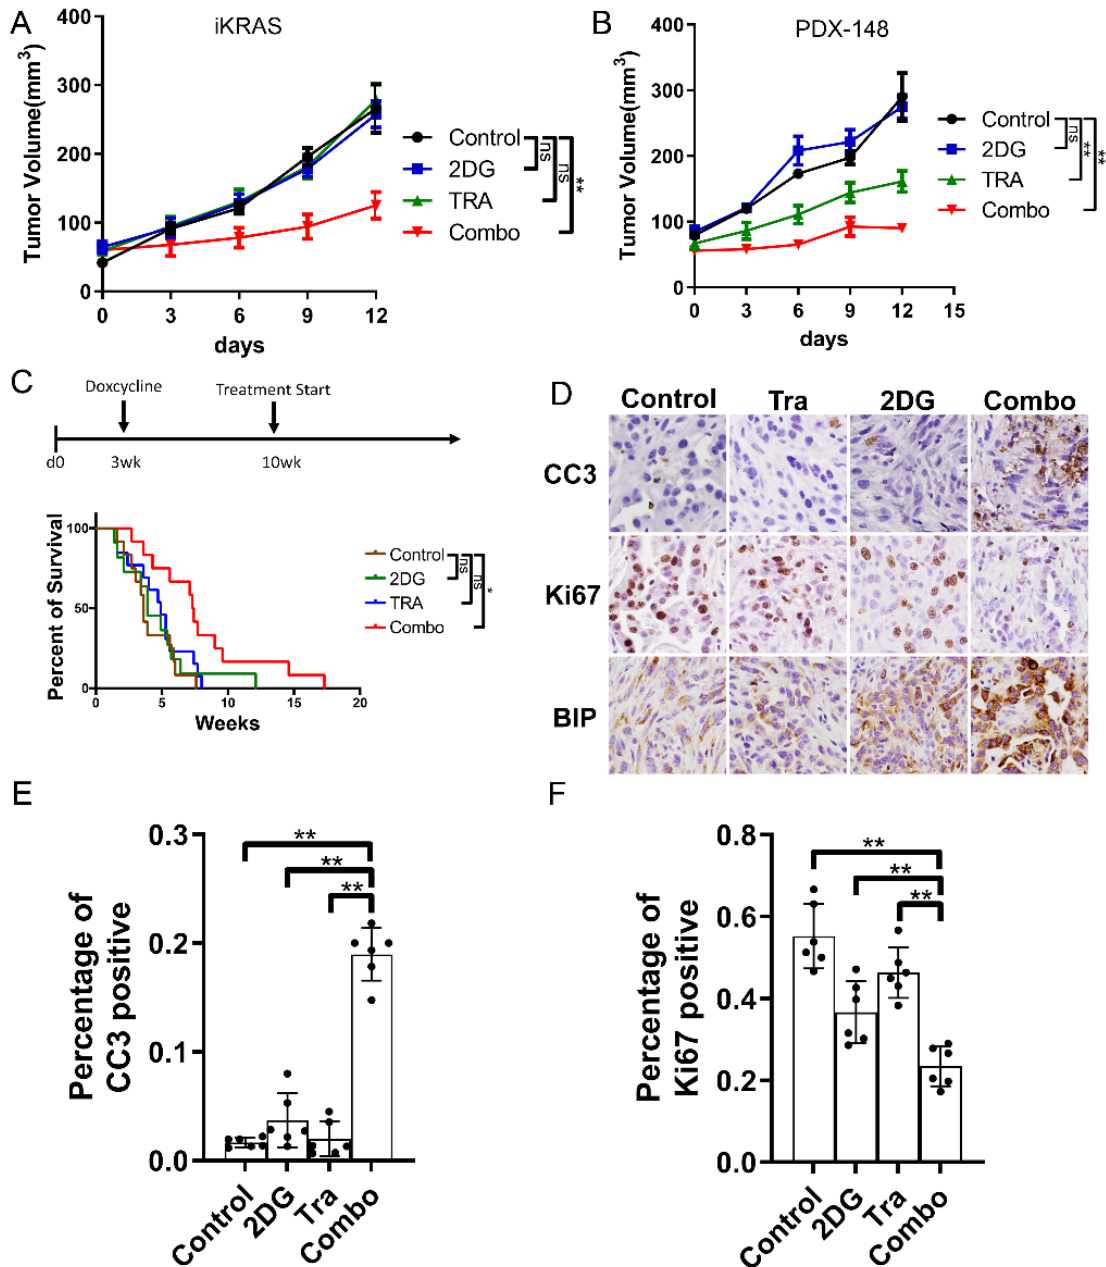 A
iKRAS
Tumor Volume(mm3)
400
300
200
100
0
0 3 6 9 12
days
Control
2DG
TRA
Combo
ns
ns
**
B
PDX-148
Tumor Volume(mm3)
400
300
200
100
0
0 3 6 9 12 15
days
Control
2DG
TRA
Combo
ns
**
**
C
Doxcycline
Treatment Start
d0 3wk 10wk
Percent of Survival
100
50
0
0 5 10 15 20
Weeks
Control
2DG
TRA
Combo
ns
ns
*
D
Control Tra 2DG Combo
CC3
Ki67
BIP
E
Percentage of
CC3 positive
0.3
0.2
0.1
0.0
**
**
**
Control 2DG Tra Combo
F
Percentage of
Ki67 positive
0.8
0.6
0.4
0.2
0.0
**
**
**
Control 2DG Tra Combo